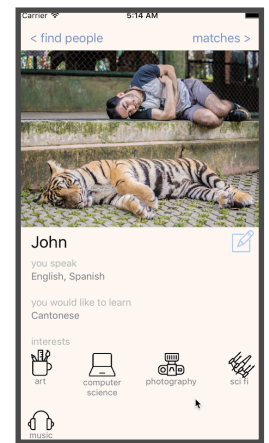 Carrier 5:14 AM
< find people matches >
John
you speak
English, Spanish
you would like to learn
Cantonese
interests
art computer science photography sci fi
music